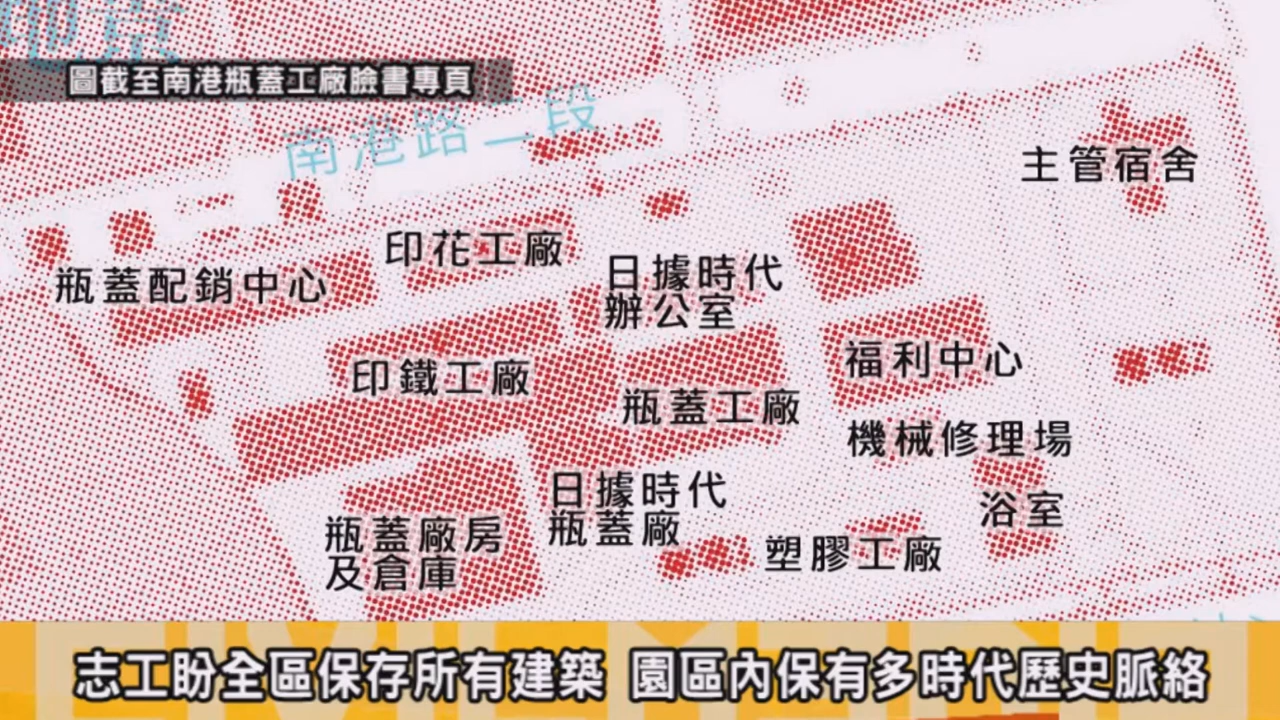 地景
圖截至南港瓶蓋工廠臉書專頁
南港路二段
主管宿舍
印花工廠
瓶蓋配銷中心
日據時代
辦公室
印鐵工廠
瓶蓋工廠
福利中心
機械修理場
日據時代
瓶蓋廠
浴室
瓶蓋廠房
及倉庫
塑膠工廠
志工盼全區保存所有建築 園區內保有多時代歷史脈絡